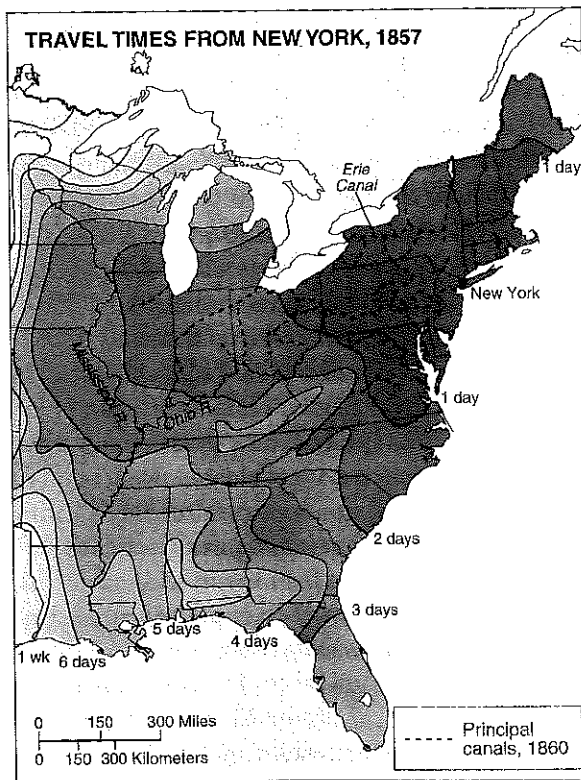 TRAVEL TIMES FROM NEW YORK, 1857
Erie
Canal
1 day
New York
Mississippi R.
Ohio R.
1 day
2 days
3 days
5 days
4 days
1 wk
6 days
0 150 300 Miles
0 150 300 Kilometers
Principal
canals, 1860